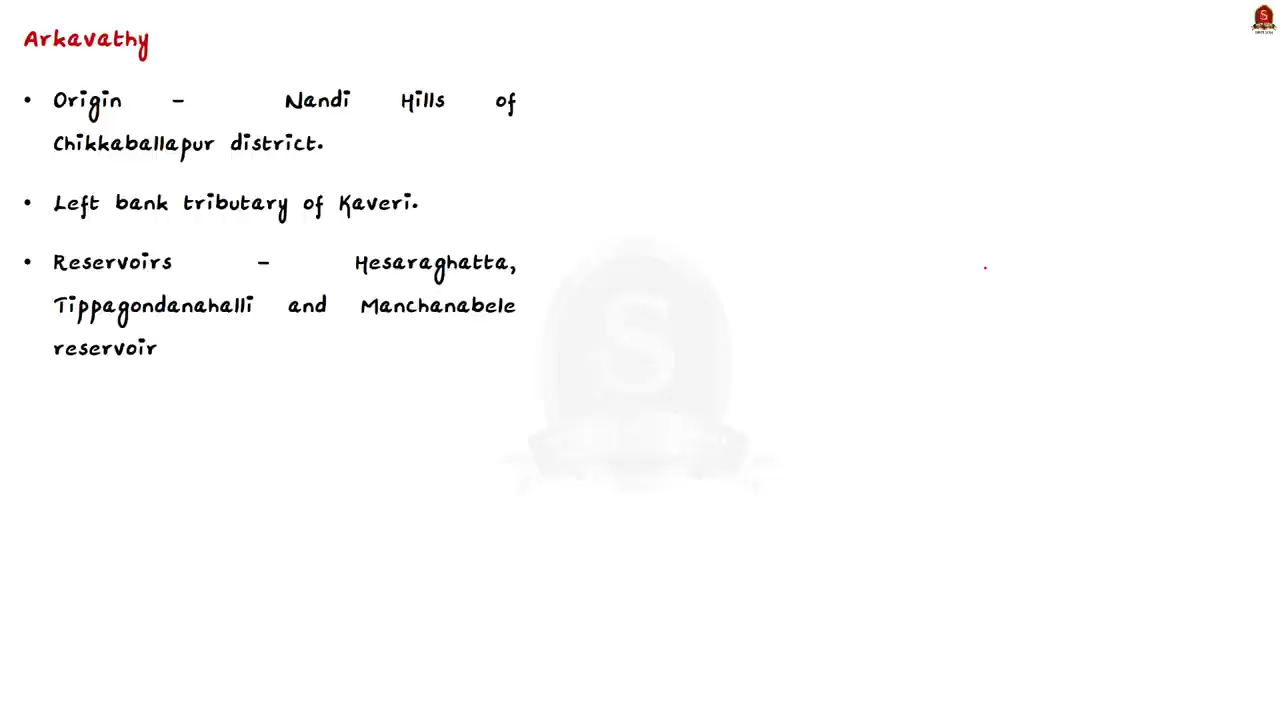 Arkavathy
• Origin - Nandi Hills of
Chikkaballapur district.
• Left bank tributary of Kaveri.
• Reservoirs - Hesaraghatta,
Tippagondanahalli and Manchanabele
reservoir
S